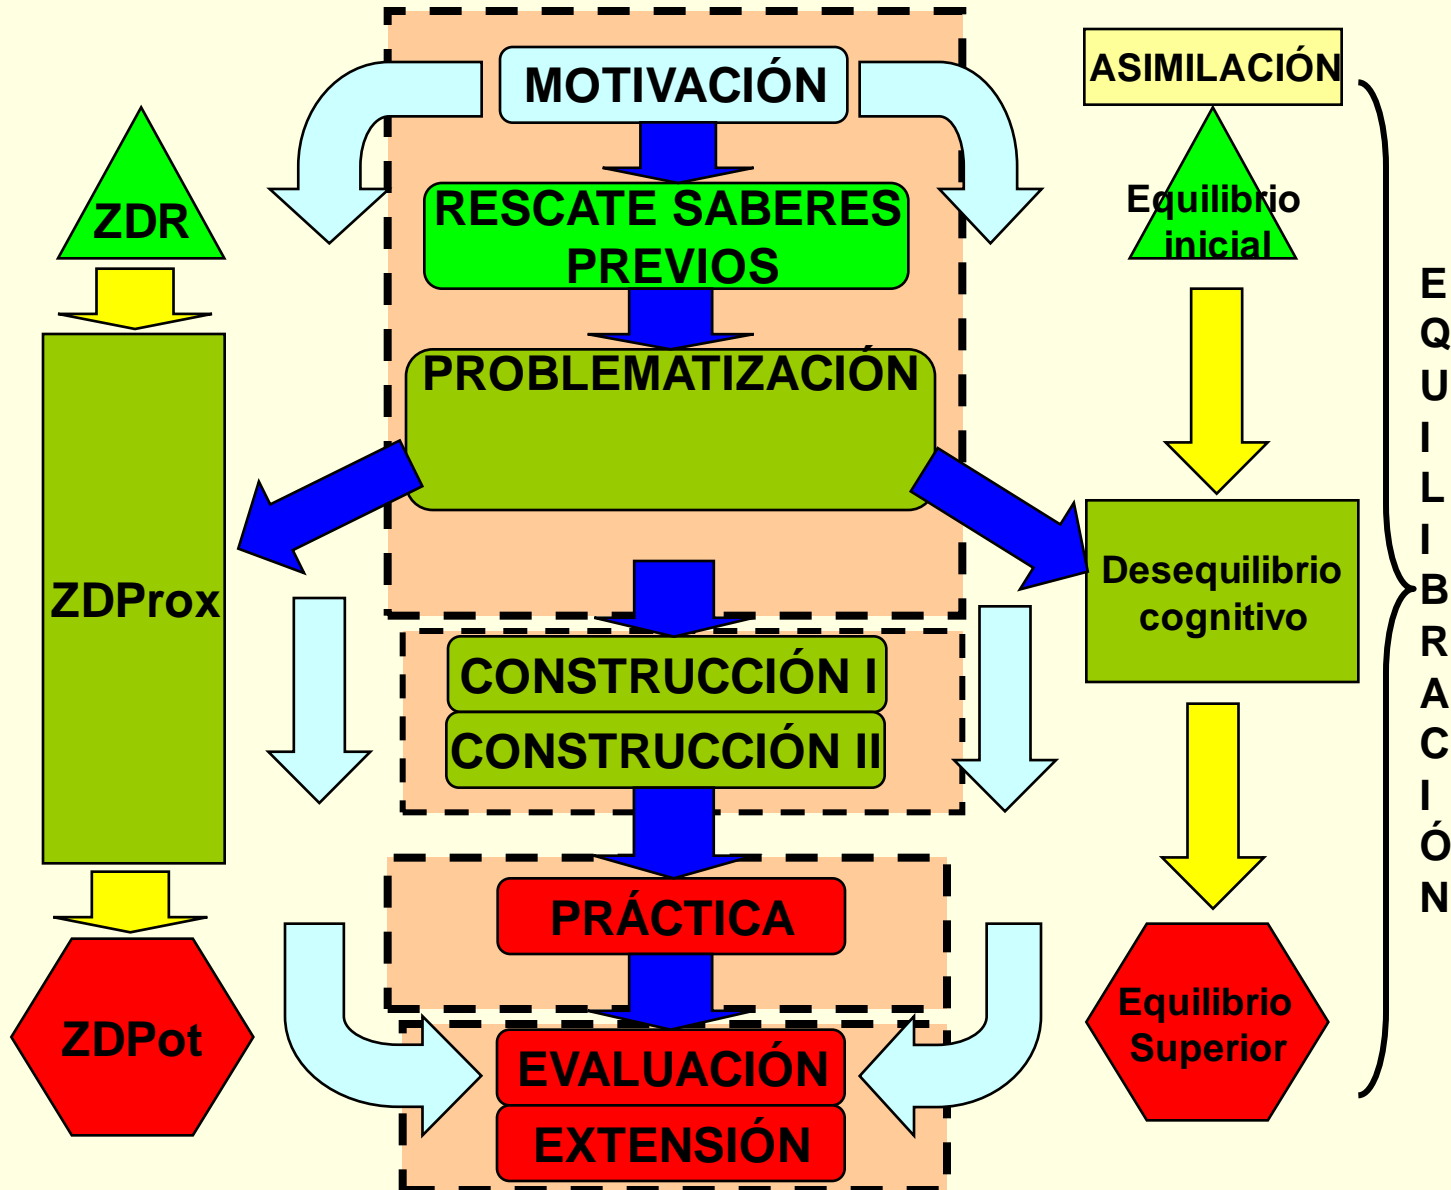 MOTIVACIÓN
ASIMILACIÓN
ZDR
RESCATE SABERES
PREVIOS
Equilibrio
inicial
PROBLEMATIZACIÓN
ZDProx
Desequilibrio
cognitivo
CONSTRUCCIÓN I
CONSTRUCCIÓN II
PRÁCTICA
ZDPot
Equilibrio
Superior
EVALUACIÓN
EXTENSIÓN
E
Q
U
I
L
I
B
R
A
C
I
Ó
N